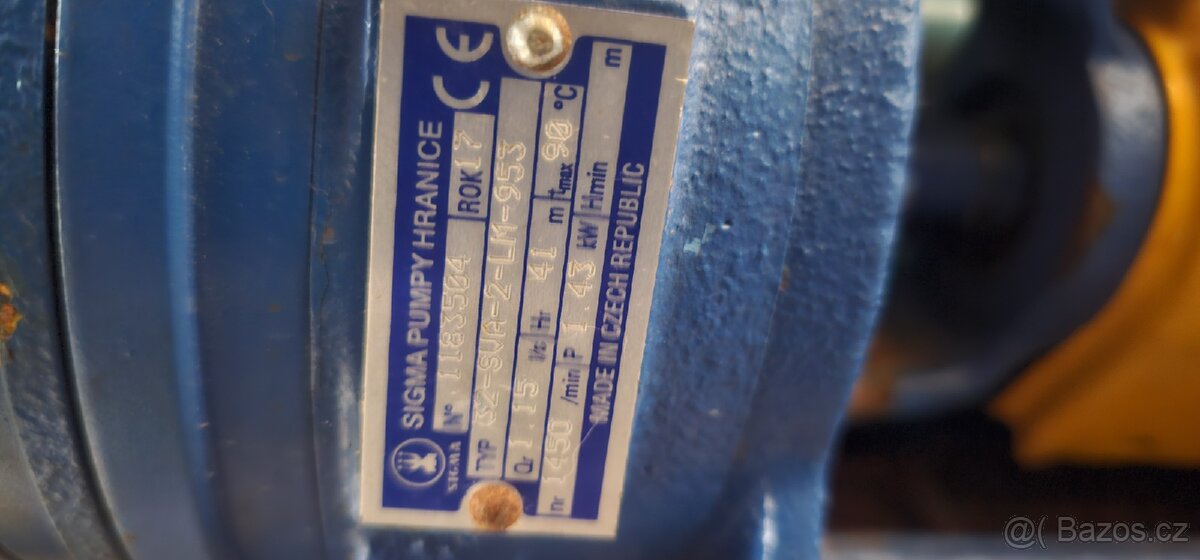 SIGMA PUMPY HRANICE CE
SIGMA
N° 1183504 ROK 17
TYP 32-SVA-2-LM-953
Qr 1.15 l/s Hr 41 m tmax 90 °C
nr 1450 /min P 1.43 kW Hmin m
MADE IN CZECH REPUBLIC
@( Bazos.cz